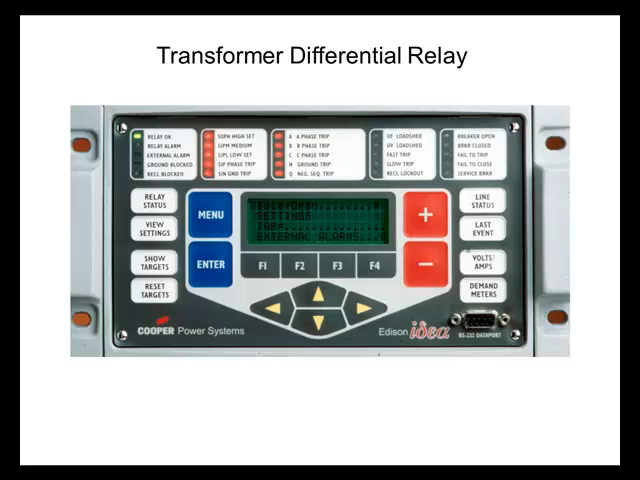 Transformer Differential Relay
RELAY OK
RELAY ALARM
EXTERNAL ALARM
GROUND BLOCKED
RECL BLOCKED
50PH HIGH SET
51PM MEDIUM
51PL LOW SET
51P PHASE TRIP
51N GND TRIP
A A PHASE TRIP
B B PHASE TRIP
C C PHASE TRIP
N GROUND TRIP
Q NEG. SEQ. TRIP
UF LOADSHED
UV LOADSHED
FAST TRIP
SLOW TRIP
RECL LOCKOUT
BREAKER OPEN
BRKR CLOSED
FAIL TO TRIP
FAIL TO CLOSE
SERVICE BRKR
RELAY
STATUS
VIEW
SETTINGS
SHOW
TARGETS
RESET
TARGETS
MENU
ENTER
SETTINGS
EXTERNAL ALARMS
F1
F2
F3
F4
+
−
LINE
STATUS
LAST
EVENT
VOLTS/
AMPS
DEMAND
METERS
COOPER Power Systems
Edison idea
RS-232 DATAPORT